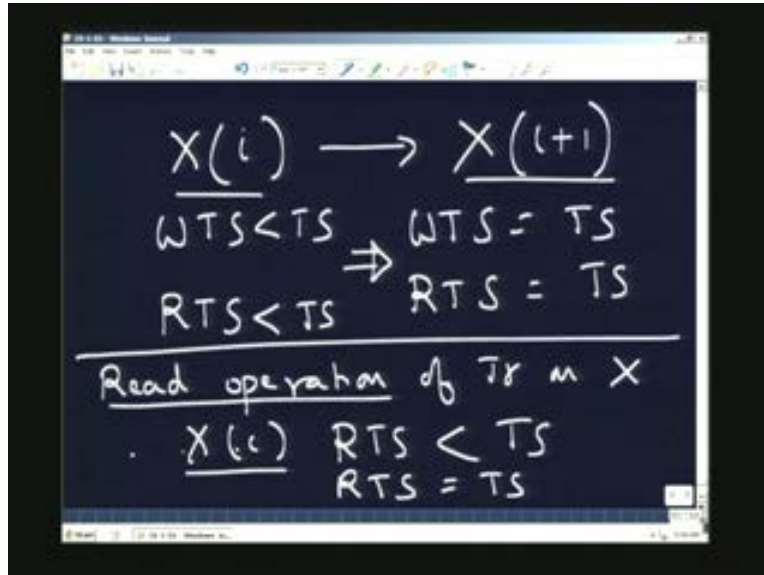 X(i) → X(i+1)
WTS < TS ⇒ WTS = TS
RTS < TS RTS = TS
Read operation of Tr on X
X(i) RTS < TS
RTS = TS